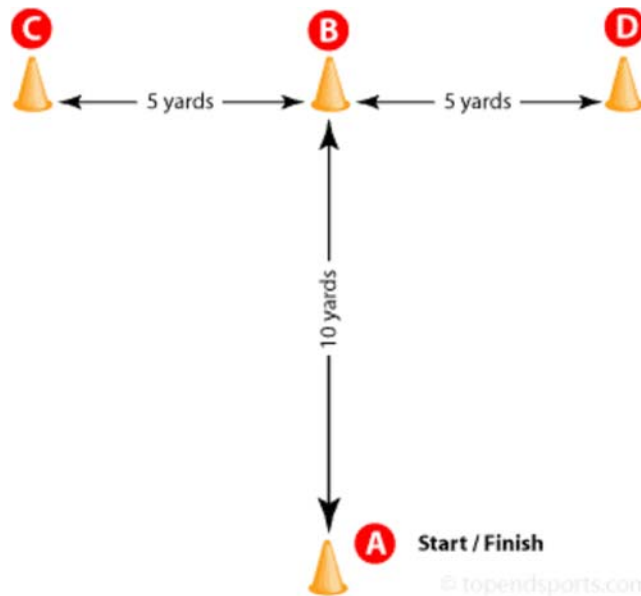 C B D
5 yards 5 yards
10 yards
A Start / Finish
© topendsports.com